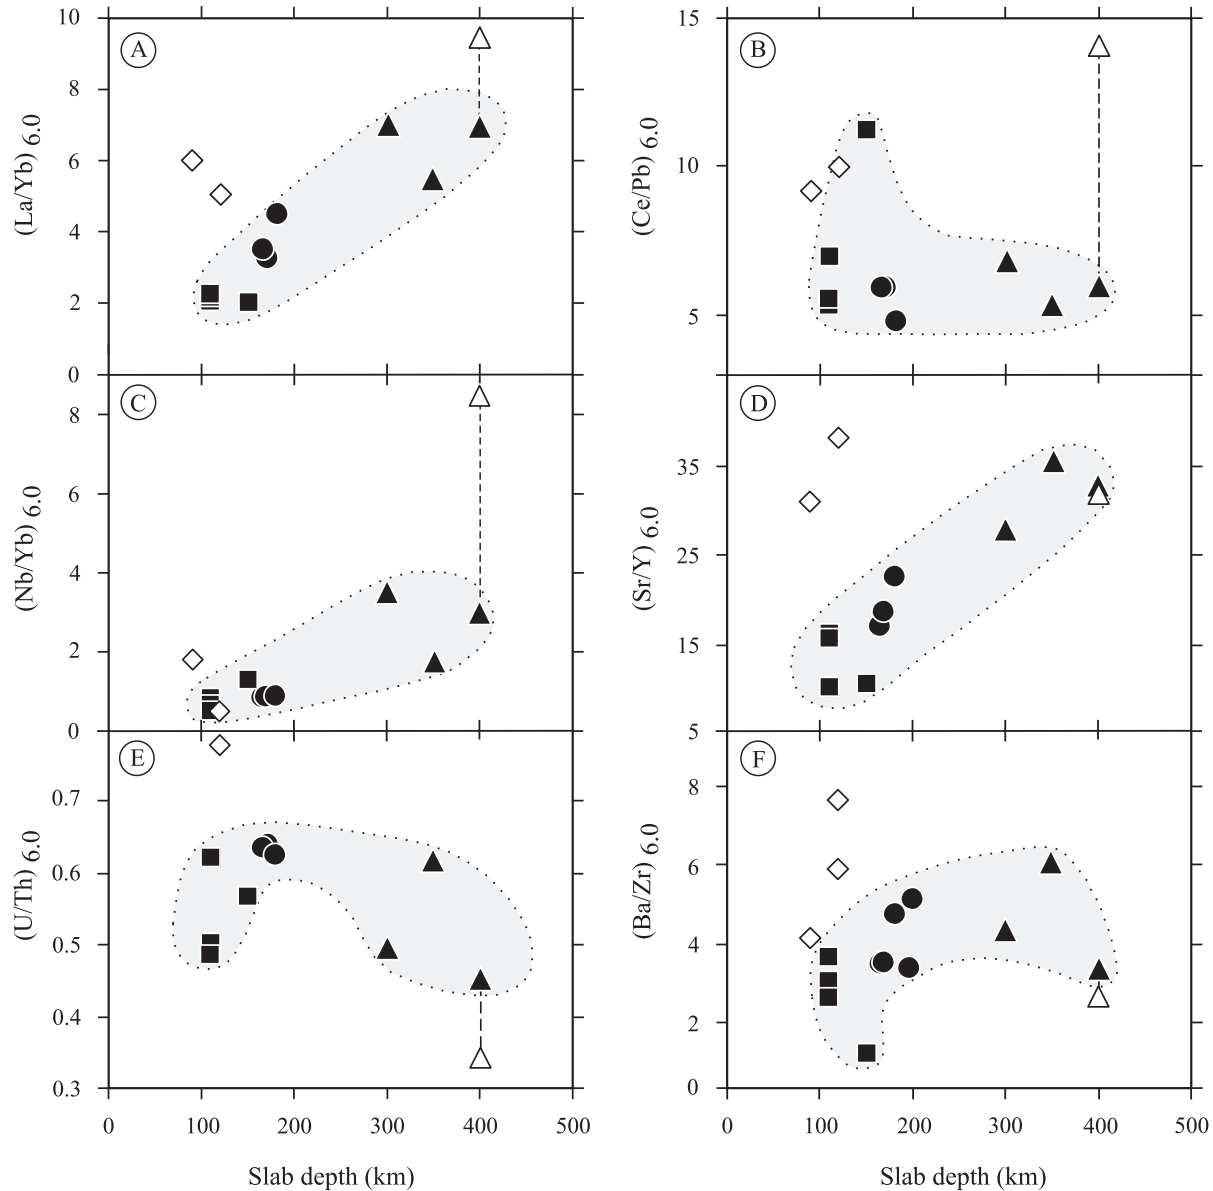 A
(La/Yb) 6.0
10
8
6
4
2
0
B
(Ce/Pb) 6.0
15
10
5
C
(Nb/Yb) 6.0
8
6
4
2
0
D
(Sr/Y) 6.0
35
25
15
5
E
(U/Th) 6.0
0.7
0.6
0.5
0.4
0.3
0 100 200 300 400 500
Slab depth (km)
F
(Ba/Zr) 6.0
8
6
4
2
0
0 100 200 300 400 500
Slab depth (km)